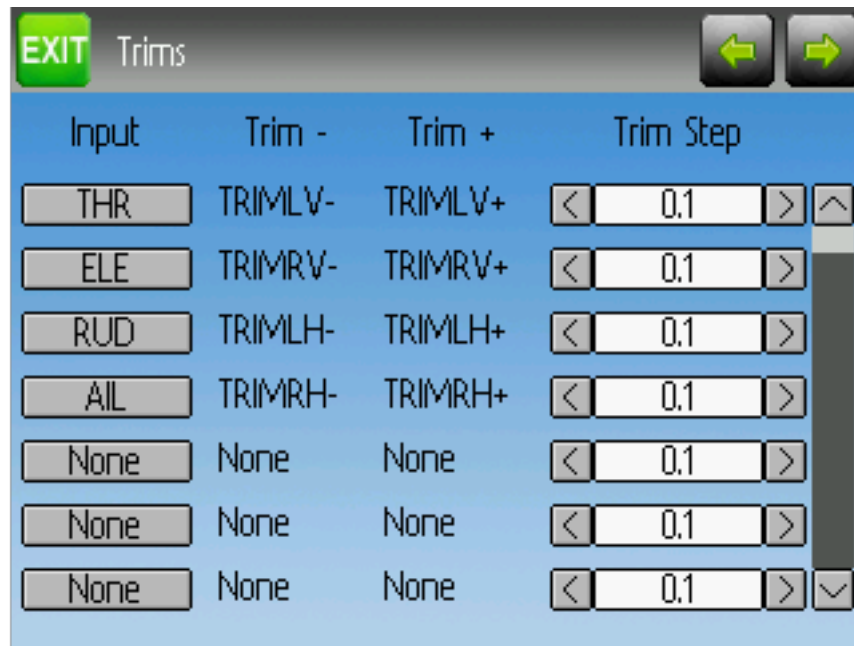 EXIT Trims
Input Trim - Trim + Trim Step
THR TRIMLV- TRIMLV+ < 0.1 >
ELE TRIMRV- TRIMRV+ < 0.1 >
RUD TRIMLH- TRIMLH+ < 0.1 >
AIL TRIMRH- TRIMRH+ < 0.1 >
None None None < 0.1 >
None None None < 0.1 >
None None None < 0.1 >